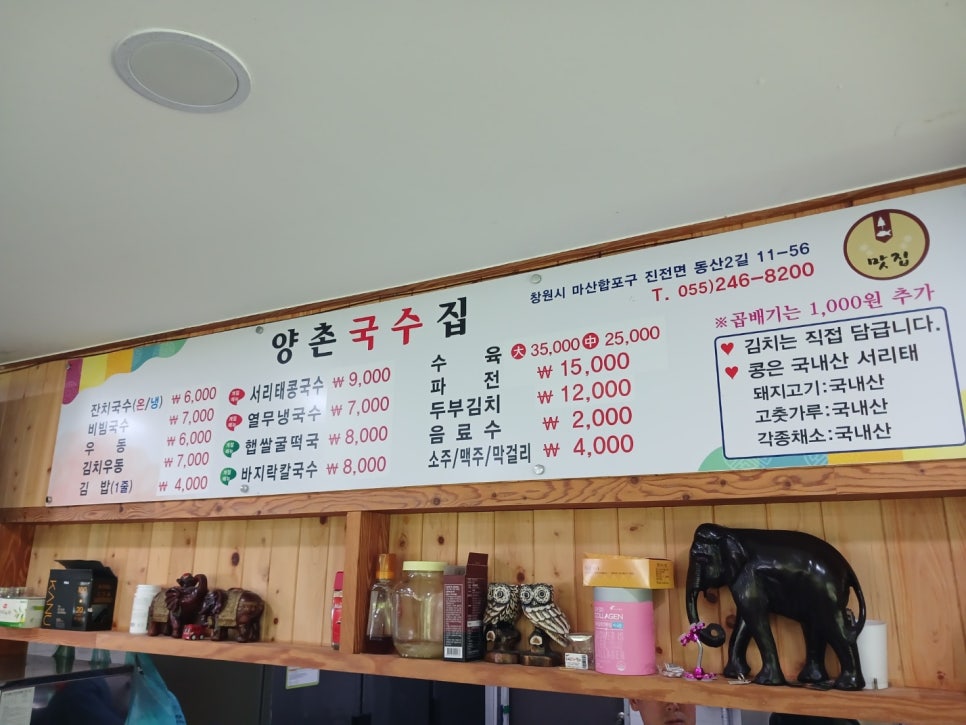 양촌국수집
창원시 마산합포구 진전면 동산2길 11-56
T. 055)246-8200
맛집
잔치국수(온/냉) ₩ 6,000
비빔국수 ₩ 7,000
우동 ₩ 6,000
김치우동 ₩ 7,000
김밥(1줄) ₩ 4,000
서리태콩국수 ₩ 9,000
열무냉국수 ₩ 7,000
햅쌀굴떡국 ₩ 8,000
바지락칼국수 ₩ 8,000
수육 大 35,000 中 25,000
파전 ₩ 15,000
두부김치 ₩ 12,000
음료수 ₩ 2,000
소주/맥주/막걸리 ₩ 4,000
※곱배기는 1,000원 추가
♥ 김치는 직접 담급니다.
♥ 콩은 국내산 서리태
돼지고기:국내산
고춧가루:국내산
각종채소:국내산
KANU
COLLAGEN